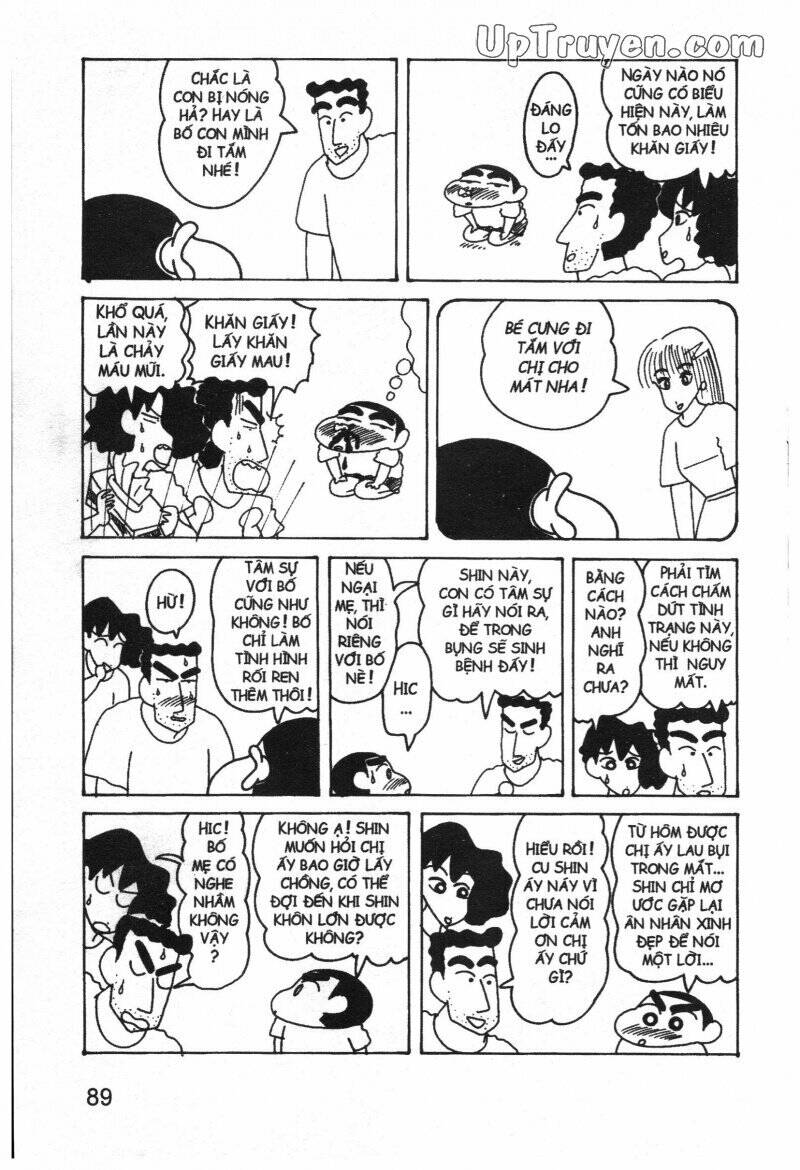 UpTruyen.com
NGÀY NÀO NÓ
CŨNG CÓ BIỂU
HIỆN NÀY, LÀM
TỐN BAO NHIÊU
KHĂN GIẤY!
ĐÁNG
LO
ĐẤY
...
CHẮC LÀ
CON BỊ NÓNG
HẢ? HAY LÀ
BỐ CON MÌNH
ĐI TẮM
NHÉ!
BÉ CƯNG ĐI
TẮM VỚI
CHỊ CHO
MÁT NHA!
KHĂN GIẤY!
LẤY KHĂN
GIẤY MAU!
KHỔ QUÁ,
LẦN NÀY
LÀ CHẢY
MÁU MŨI.
PHẢI TÌM
CÁCH CHẤM
DỨT TÌNH
TRẠNG NÀY,
NẾU KHÔNG
THÌ NGUY
MẤT.
BẰNG
CÁCH
NÀO?
ANH
NGHĨ
RA
CHƯA?
SHIN NÀY,
CON CÓ TÂM SỰ
GÌ HÃY NÓI RA,
ĐỂ TRONG
BỤNG SẼ SINH
BỆNH ĐẤY!
NẾU
NGẠI
MẸ, THÌ
NÓI
RIÊNG
VỚI BỐ
NÈ!
HIC
...
TÂM SỰ
VỚI BỐ
CŨNG NHƯ
KHÔNG! BỐ
CHỈ LÀM
TÌNH HÌNH
RỐI REN
THÊM THÔI!
HỪ!
TỪ HÔM ĐƯỢC
CHỊ ẤY LAU BỤI
TRONG MẮT...
SHIN CHỈ MƠ
ƯỚC GẶP LẠI
ÂN NHÂN XINH
ĐẸP ĐỂ NÓI
MỘT LỜI...
HIỂU RỒI!
CU SHIN
ÁY NÁY VÌ
CHƯA NÓI
LỜI CẢM
ƠN CHỊ
ẤY CHỨ
GÌ?
KHÔNG Ạ! SHIN
MUỐN HỎI CHỊ
ẤY BAO GIỜ LẤY
CHỒNG, CÓ THỂ
ĐỢI ĐẾN KHI SHIN
KHÔN LỚN ĐƯỢC
KHÔNG?
HIC!
BỐ
MẸ CÓ
NGHE
NHẦM
KHÔNG
VẬY
?
89